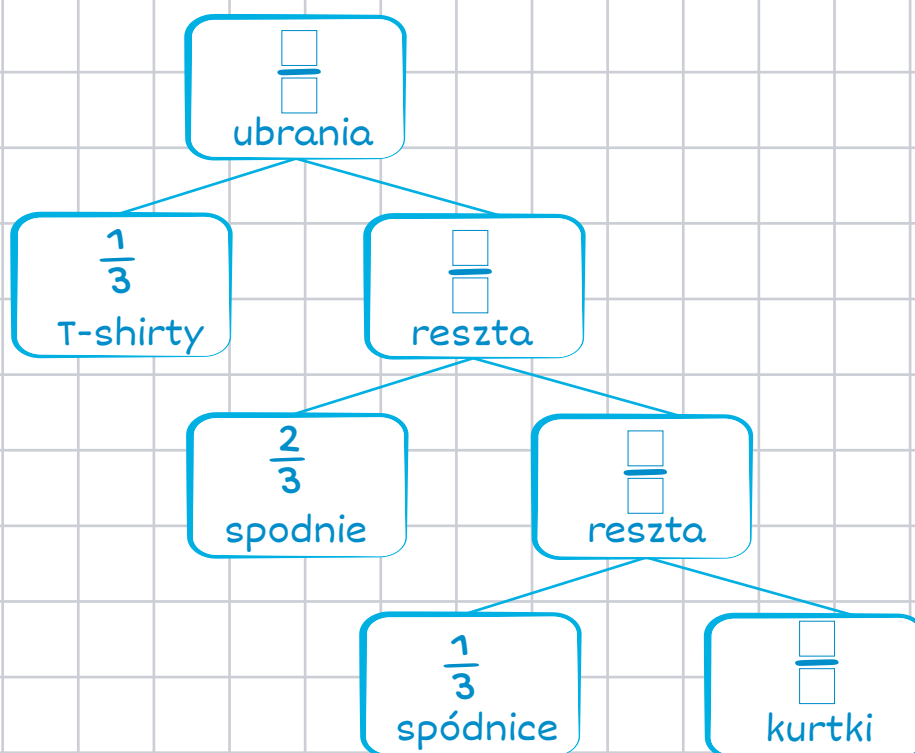 ubrania
1
3
T-shirty
reszta
2
3
spodnie
reszta
1
3
spódnice
kurtki